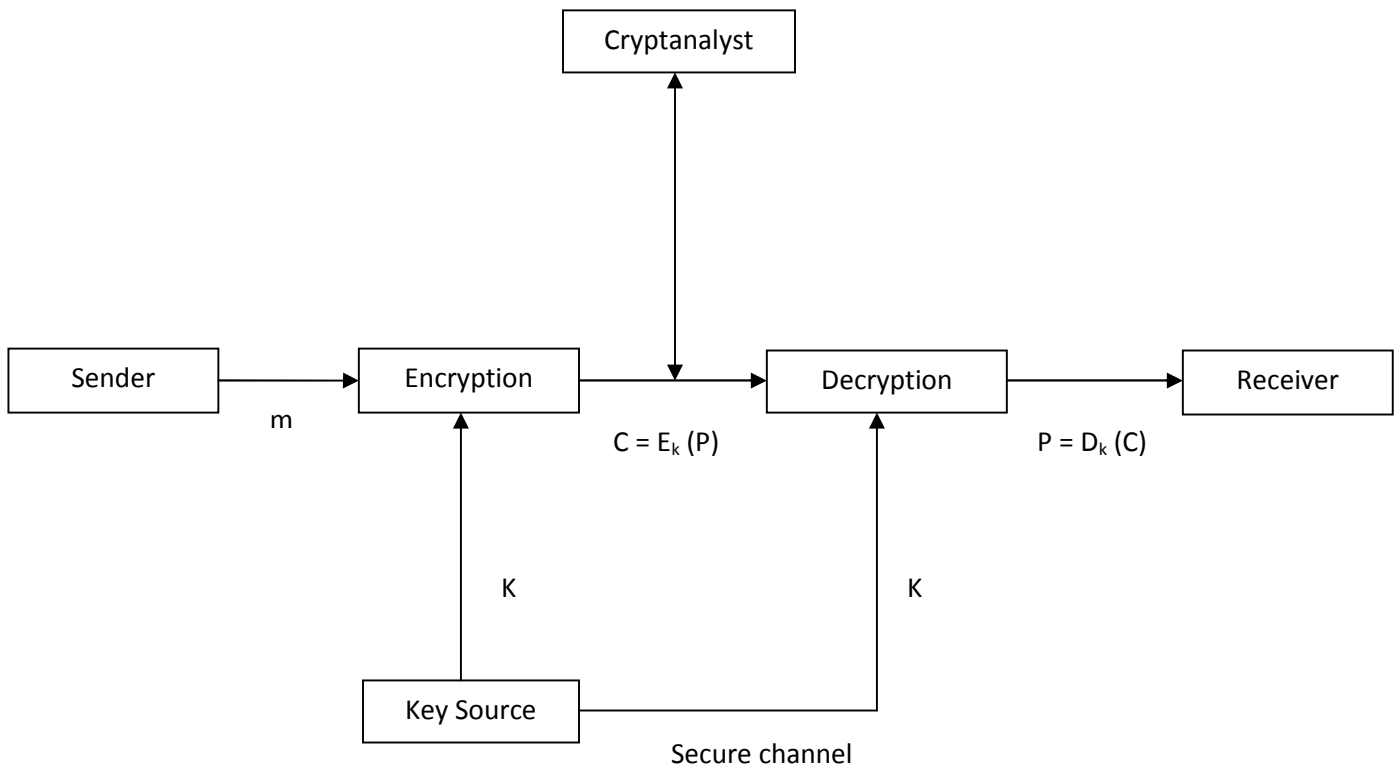 Cryptanalyst
Sender
Encryption
Decryption
Receiver
m
C = Eₖ (P)
P = Dₖ (C)
K
K
Key Source
Secure channel